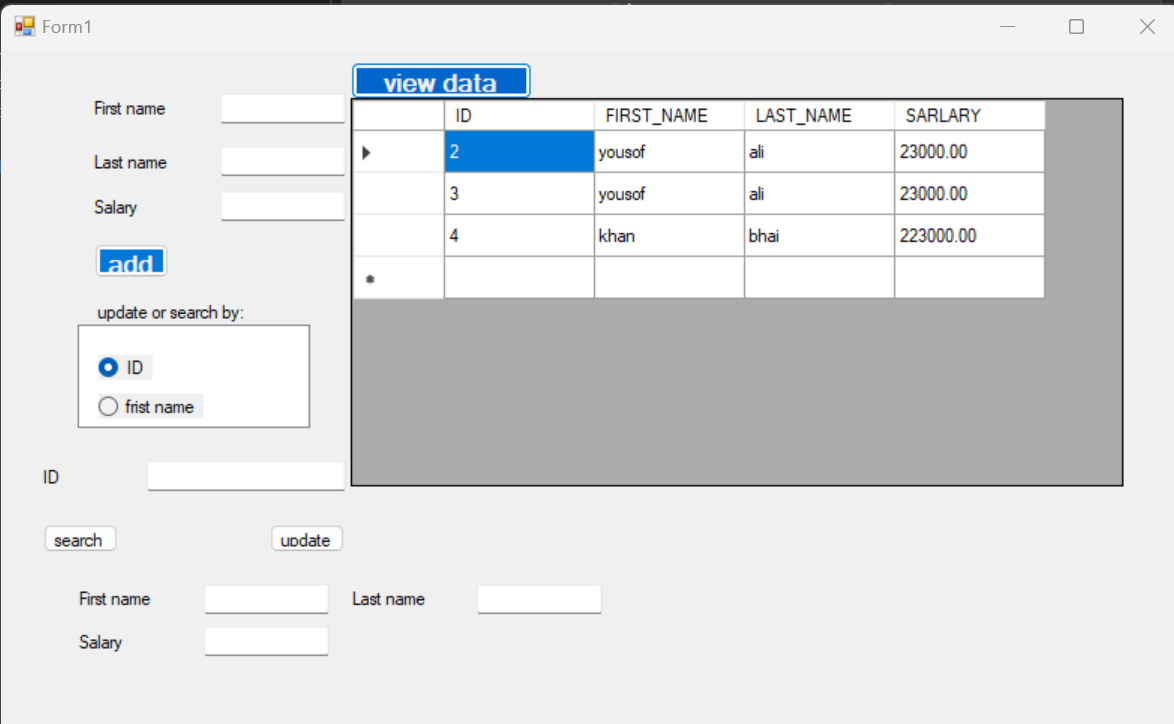 Form1
view data
First name
Last name
Salary
add
ID FIRST_NAME LAST_NAME SARLARY
2 yousof ali 23000.00
3 yousof ali 23000.00
4 khan bhai 223000.00
*
update or search by:
ID
frist name
ID
search update
First name Last name
Salary